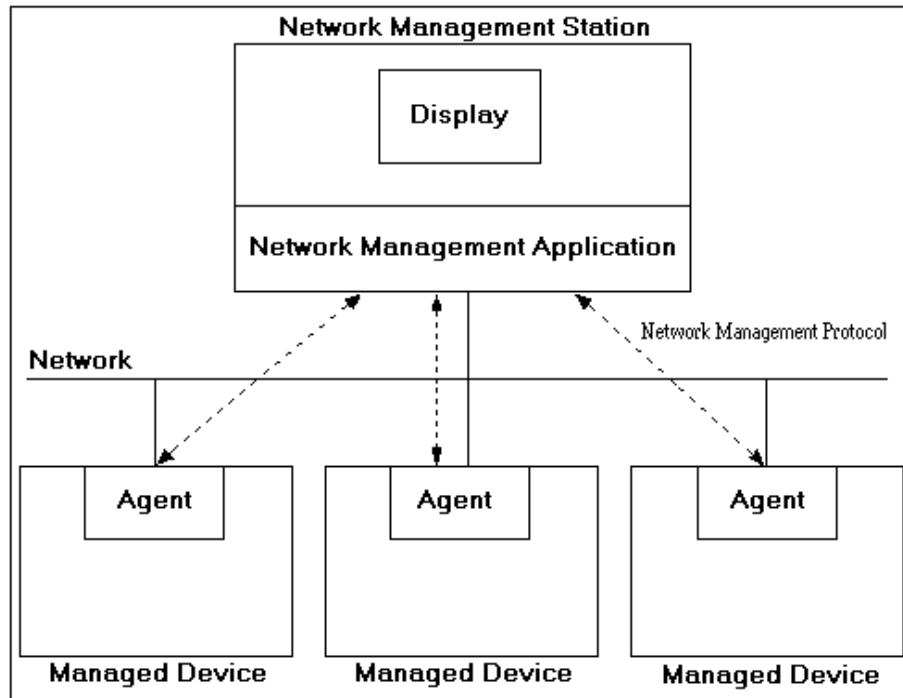 Network Management Station
Display
Network Management Application
Network Management Protocol
Network
Agent
Agent
Agent
Managed Device
Managed Device
Managed Device